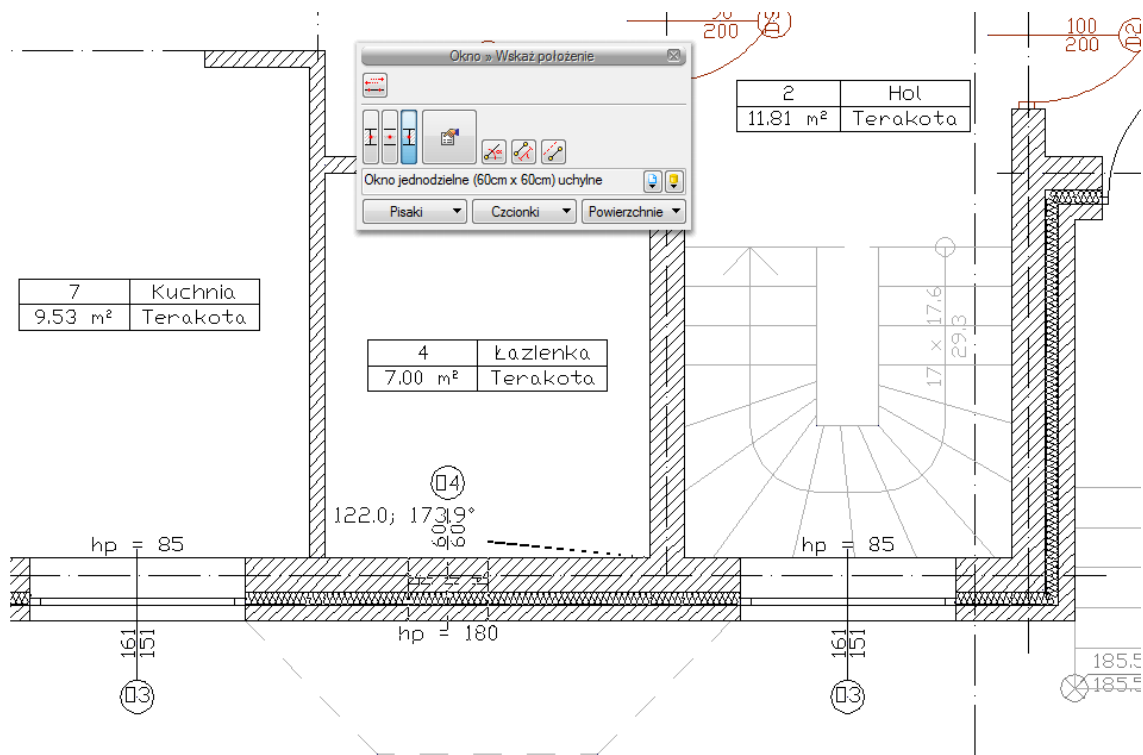 90
200
D5
100
200
D2
Okno » Wskaż położenie
Okno jednodzielne (60cm x 60cm) uchylne
Pisaki
Czcionki
Powierzchnie
2 Hol
11.81 m² Terakota
7 Kuchnia
9.53 m² Terakota
4 Łazienka
7.00 m² Terakota
17 x 17.6
29.3
O4
122.0; 173.9°
60
60
hp = 85
hp = 85
hp = 180
161
151
161
151
O3
O3
185.5
185.5